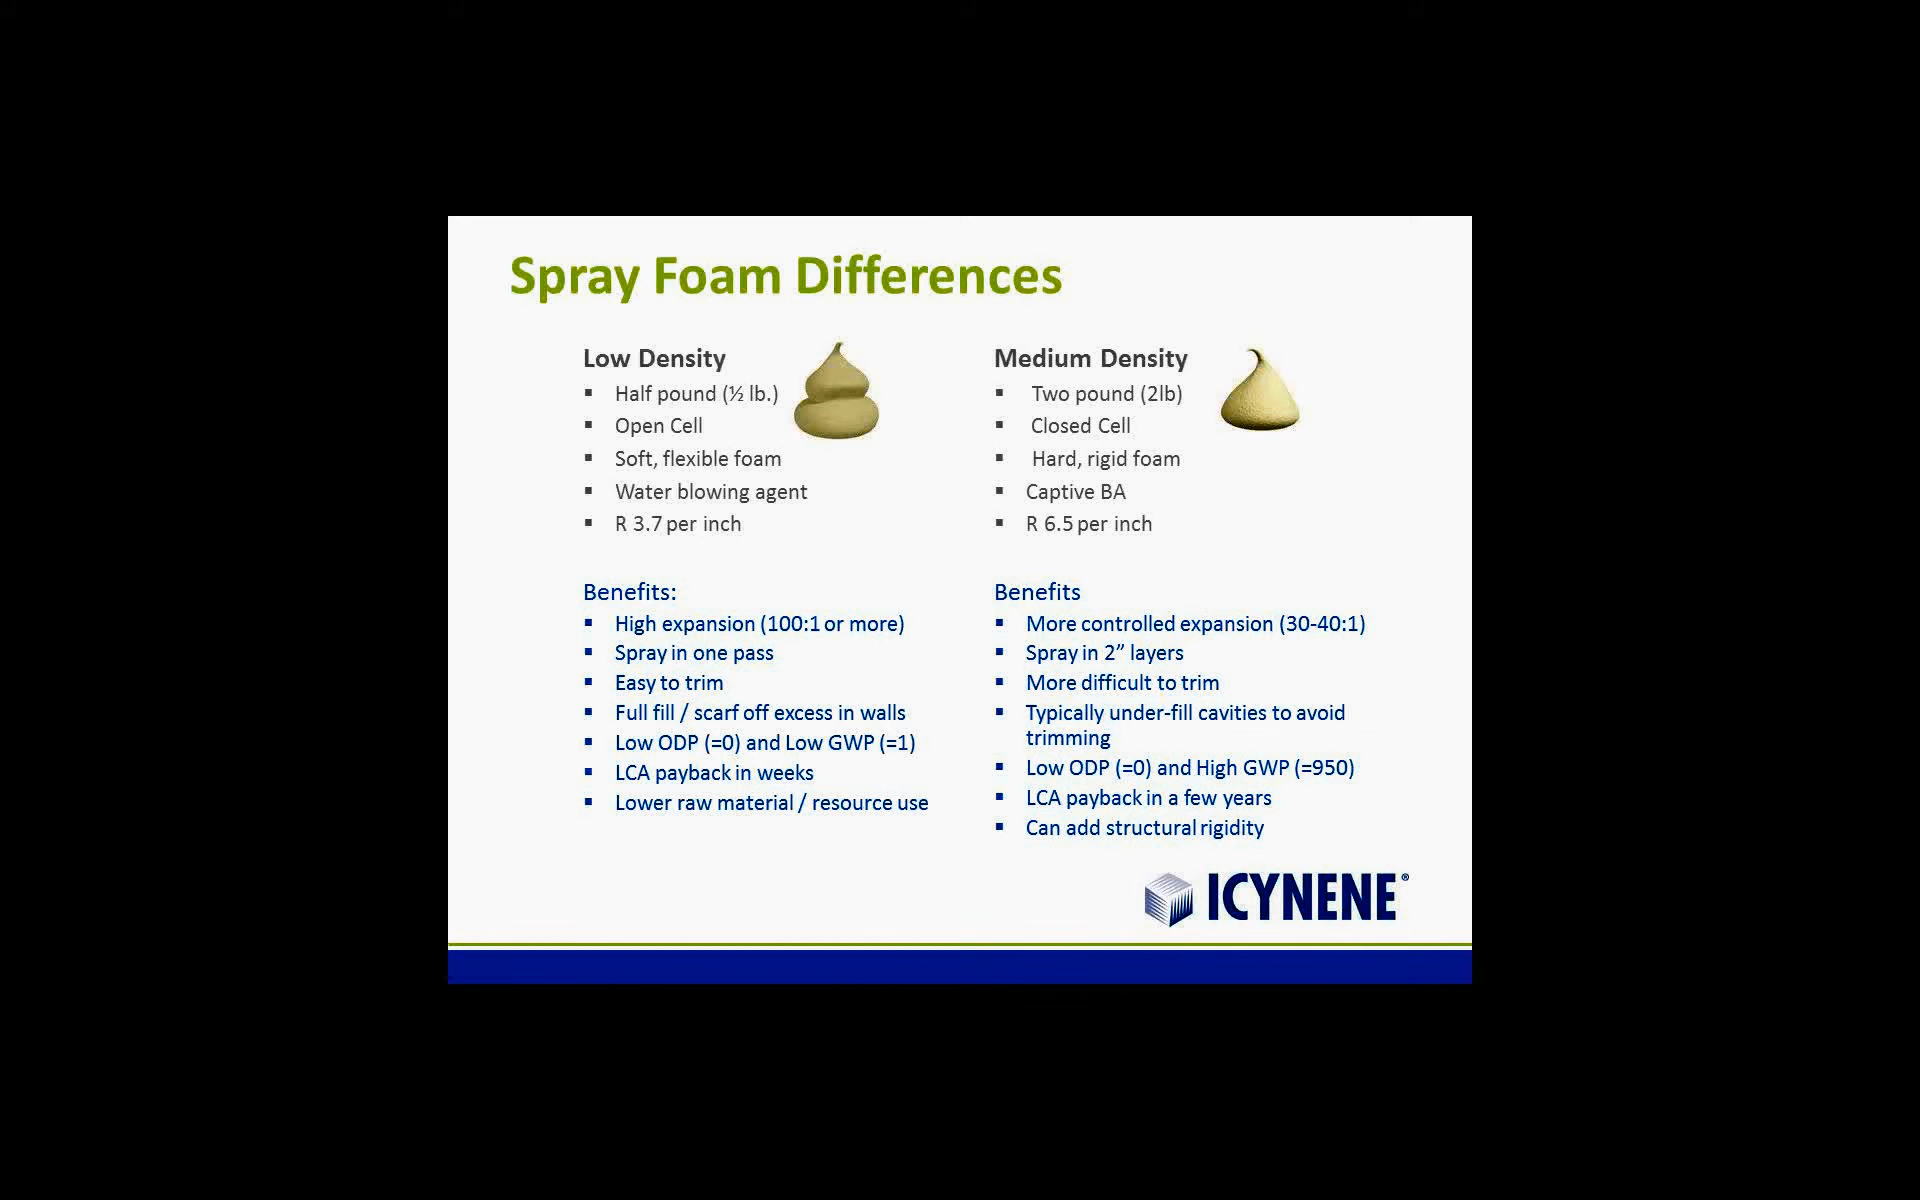 Spray Foam Differences
Low Density
▪ Half pound (½ lb.)
▪ Open Cell
▪ Soft, flexible foam
▪ Water blowing agent
▪ R 3.7 per inch
Benefits:
▪ High expansion (100:1 or more)
▪ Spray in one pass
▪ Easy to trim
▪ Full fill / scarf off excess in walls
▪ Low ODP (=0) and Low GWP (=1)
▪ LCA payback in weeks
▪ Lower raw material / resource use
Medium Density
▪ Two pound (2lb)
▪ Closed Cell
▪ Hard, rigid foam
▪ Captive BA
▪ R 6.5 per inch
Benefits
▪ More controlled expansion (30-40:1)
▪ Spray in 2” layers
▪ More difficult to trim
▪ Typically under-fill cavities to avoid
trimming
▪ Low ODP (=0) and High GWP (=950)
▪ LCA payback in a few years
▪ Can add structural rigidity
ICYNENE®